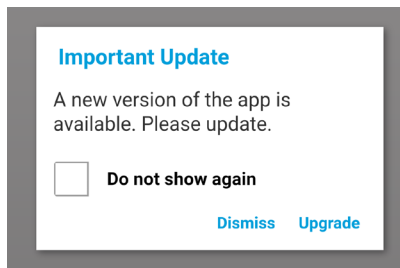 Important Update
A new version of the app is
available. Please update.
Do not show again
Dismiss Upgrade